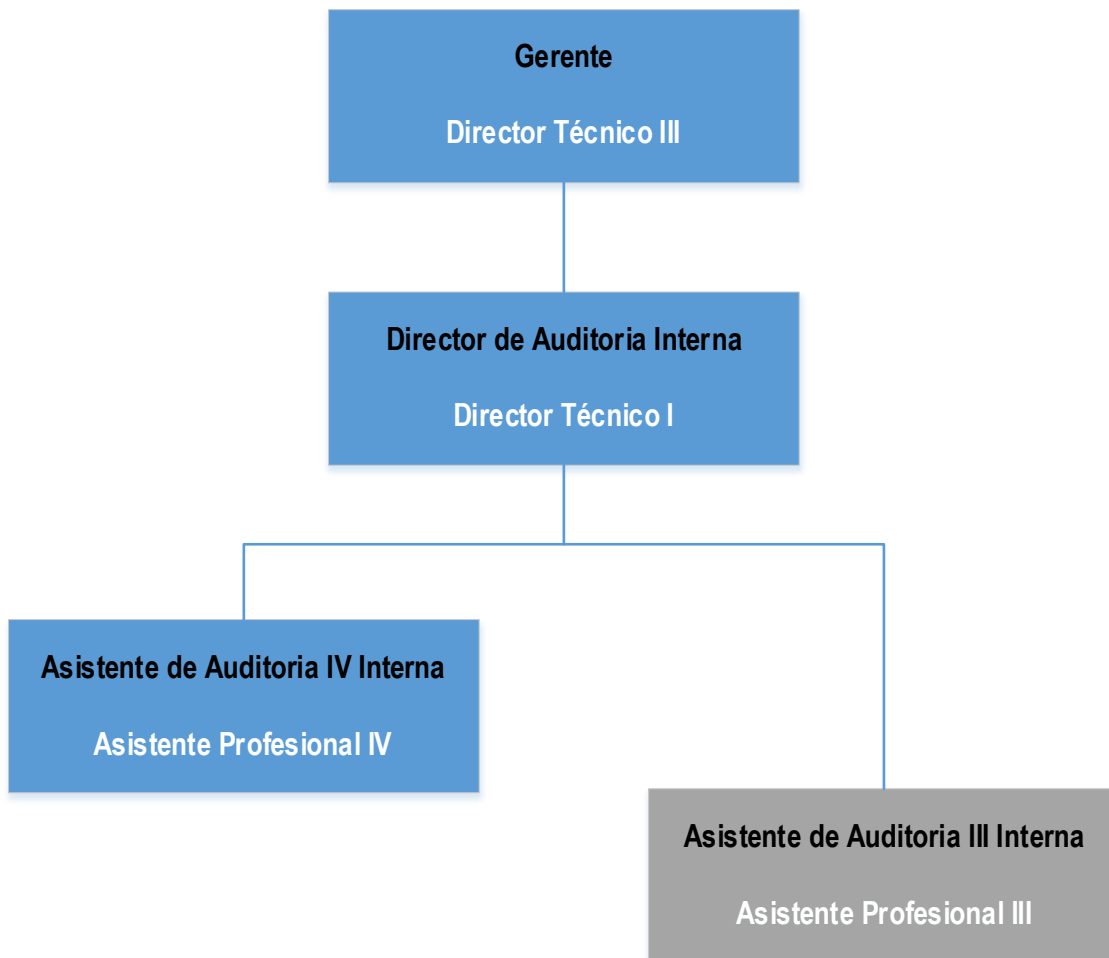 Gerente
Director Técnico III
Director de Auditoria Interna
Director Técnico I
Asistente de Auditoria IV Interna
Asistente Profesional IV
Asistente de Auditoria III Interna
Asistente Profesional III